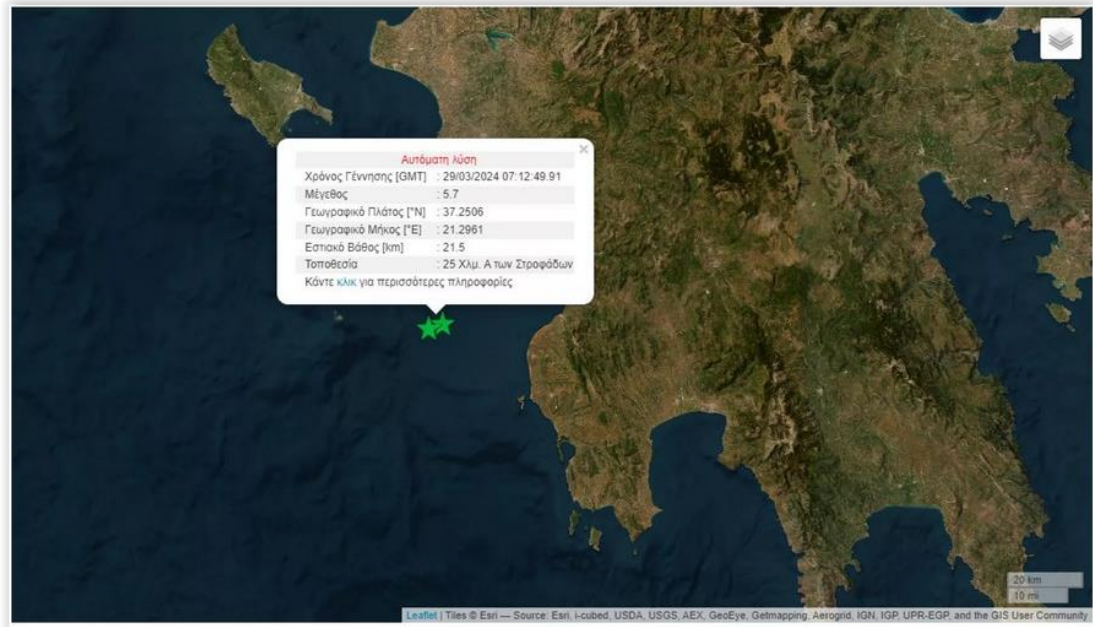 Αυτόματη λύση
Χρόνος Γέννησης [GMT] : 29/03/2024 07:12:49.91
Μέγεθος : 5.7
Γεωγραφικό Πλάτος [°N] : 37.2506
Γεωγραφικό Μήκος [°E] : 21.2961
Εστιακό Βάθος [km] : 21.5
Τοποθεσία : 25 Χλμ. Α των Στροφάδων
Κάντε κλικ για περισσότερες πληροφορίες
20 km
10 mi
Leaflet | Tiles © Esri — Source: Esri, i-cubed, USDA, USGS, AEX, GeoEye, Getmapping, Aerogrid, IGN, IGP, UPR-EGP, and the GIS User Community